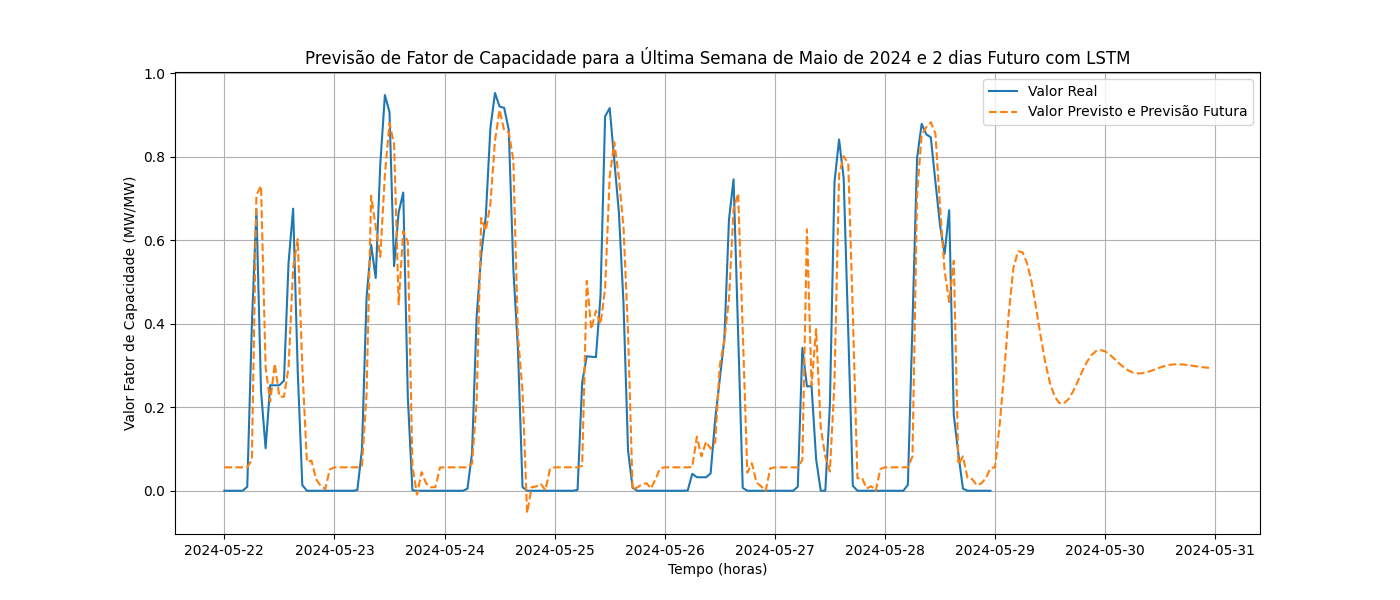 Previsão de Fator de Capacidade para a Última Semana de Maio de 2024 e 2 dias Futuro com LSTM
Valor Real
Valor Previsto e Previsão Futura
Valor Fator de Capacidade (MW/MW)
1.0
0.8
0.6
0.4
0.2
0.0
2024-05-22 2024-05-23 2024-05-24 2024-05-25 2024-05-26 2024-05-27 2024-05-28 2024-05-29 2024-05-30 2024-05-31
Tempo (horas)